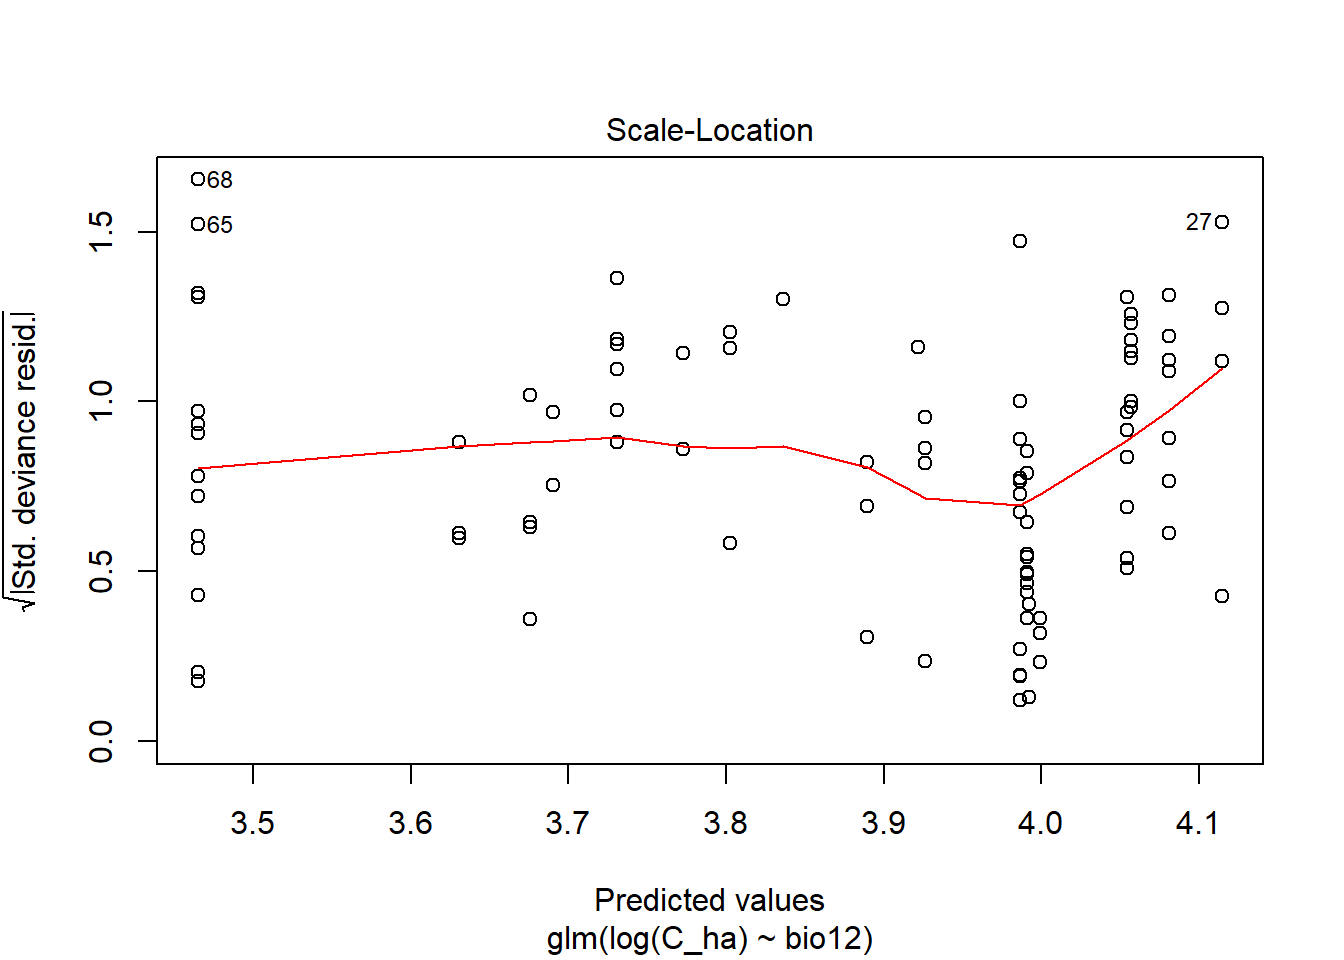 Scale-Location
68
65
27
√|Std. deviance resid.|
1.5
1.0
0.5
0.0
3.5 3.6 3.7 3.8 3.9 4.0 4.1
Predicted values
glm(log(C_ha) ~ bio12)